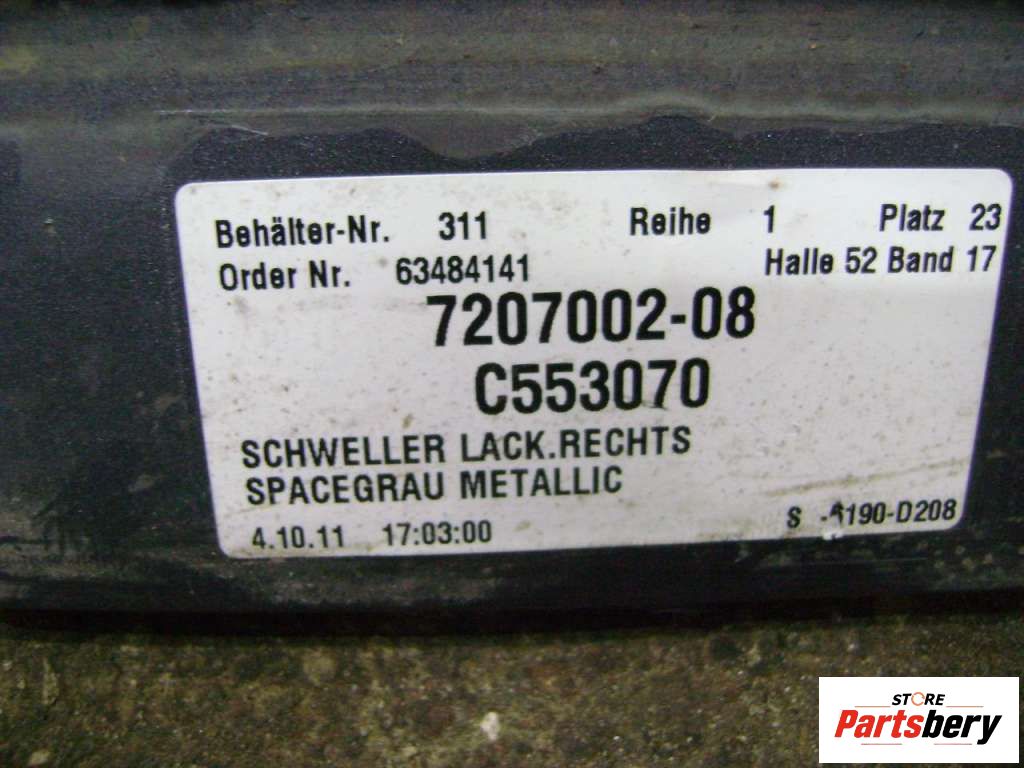 Behälter-Nr. 311 Reihe 1 Platz 23
Order Nr. 63484141 Halle 52 Band 17
7207002-08
C553070
SCHWELLER LACK.RECHTS
SPACEGRAU METALLIC
4.10.11 17:03:00 S
STORE
Partsbery